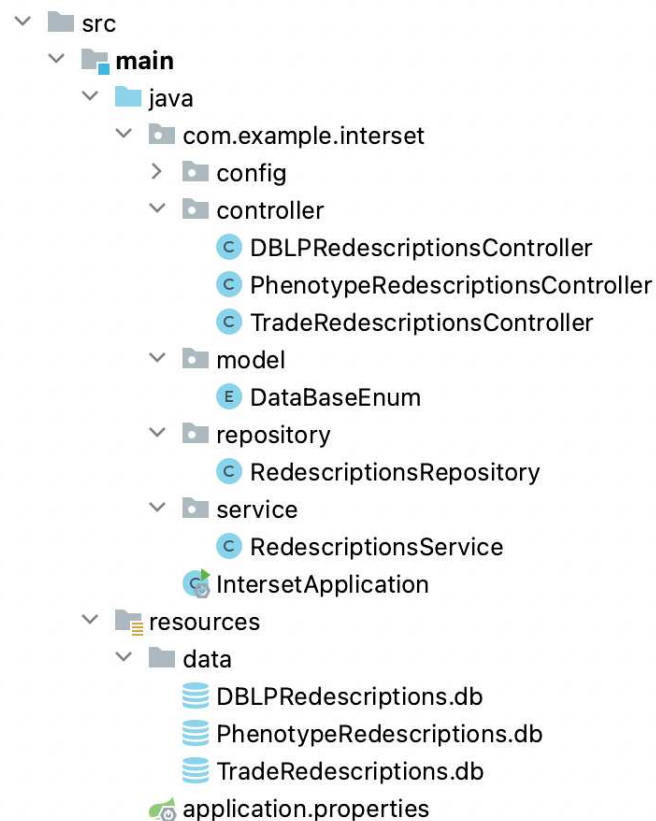 src
main
java
com.example.interset
config
controller
C DBLPRedescriptionsController
C PhenotypeRedescriptionsController
C TradeRedescriptionsController
model
E DataBaseEnum
repository
C RedescriptionsRepository
service
C RedescriptionsService
C IntersetApplication
resources
data
DBLPRedescriptions.db
PhenotypeRedescriptions.db
TradeRedescriptions.db
application.properties